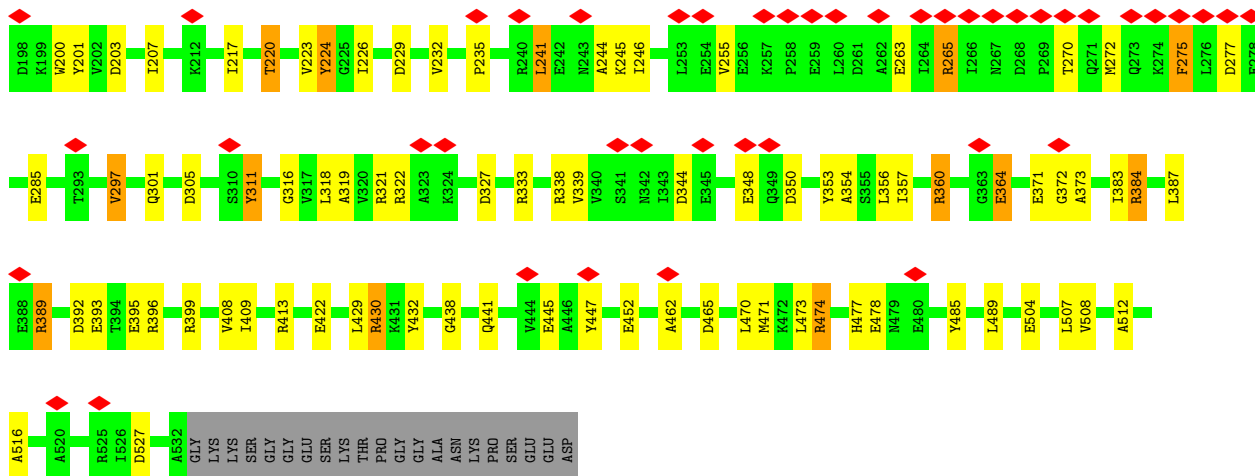 D198 K199 W200 Y201 V202 D203 I207 K212 I217 T220 V223 Y224 G225 I226 D229 V232 P235 R240 L241 E242 N243 A244 K245 I246 L253 E254 V255 E256 K257 P258 E259 L260 D261 A262 E263 I264 R265 I266 N267 D268 P269 T270 Q271 M272 Q273 K274 F275 L276 D277
E285 T293 V297 Q301 D305 S310 Y311 G316 V317 L318 A319 V320 R321 R322 A323 K324 D327 R333 R338 V339 V340 S341 N342 I343 D344 E345 E348 Q349 D350 Y353 A354 S355 L356 I357 R360 G363 E364 E371 G372 A373 I383 R384 L387
E388 R389 D392 E393 T394 E395 R396 R399 V408 I409 R413 E422 L429 R430 K431 Y432 G438 Q441 V444 E445 A446 Y447 E452 A462 D465 L470 M471 K472 L473 R474 H477 E478 N479 E480 Y485 L489 E504 L507 V508 A512
A516 A520 R525 I526 D527 A532 GLY LYS LYS SER GLY GLY GLU SER LYS THR PRO GLY GLY ALA ASN LYS PRO SER GLU GLU ASP